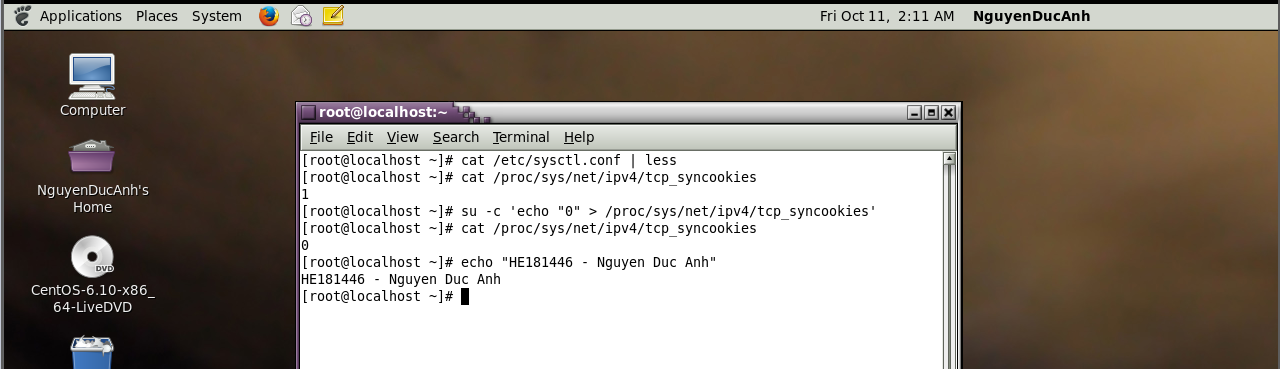 Applications Places System Fri Oct 11, 2:11 AM NguyenDucAnh
Computer
NguyenDucAnh's
Home
DVD
CentOS-6.10-x86_
64-LiveDVD
root@localhost:~
File Edit View Search Terminal Help
[root@localhost ~]# cat /etc/sysctl.conf | less
[root@localhost ~]# cat /proc/sys/net/ipv4/tcp_syncookies
1
[root@localhost ~]# su -c 'echo "0" > /proc/sys/net/ipv4/tcp_syncookies'
[root@localhost ~]# cat /proc/sys/net/ipv4/tcp_syncookies
0
[root@localhost ~]# echo "HE181446 - Nguyen Duc Anh"
HE181446 - Nguyen Duc Anh
[root@localhost ~]#